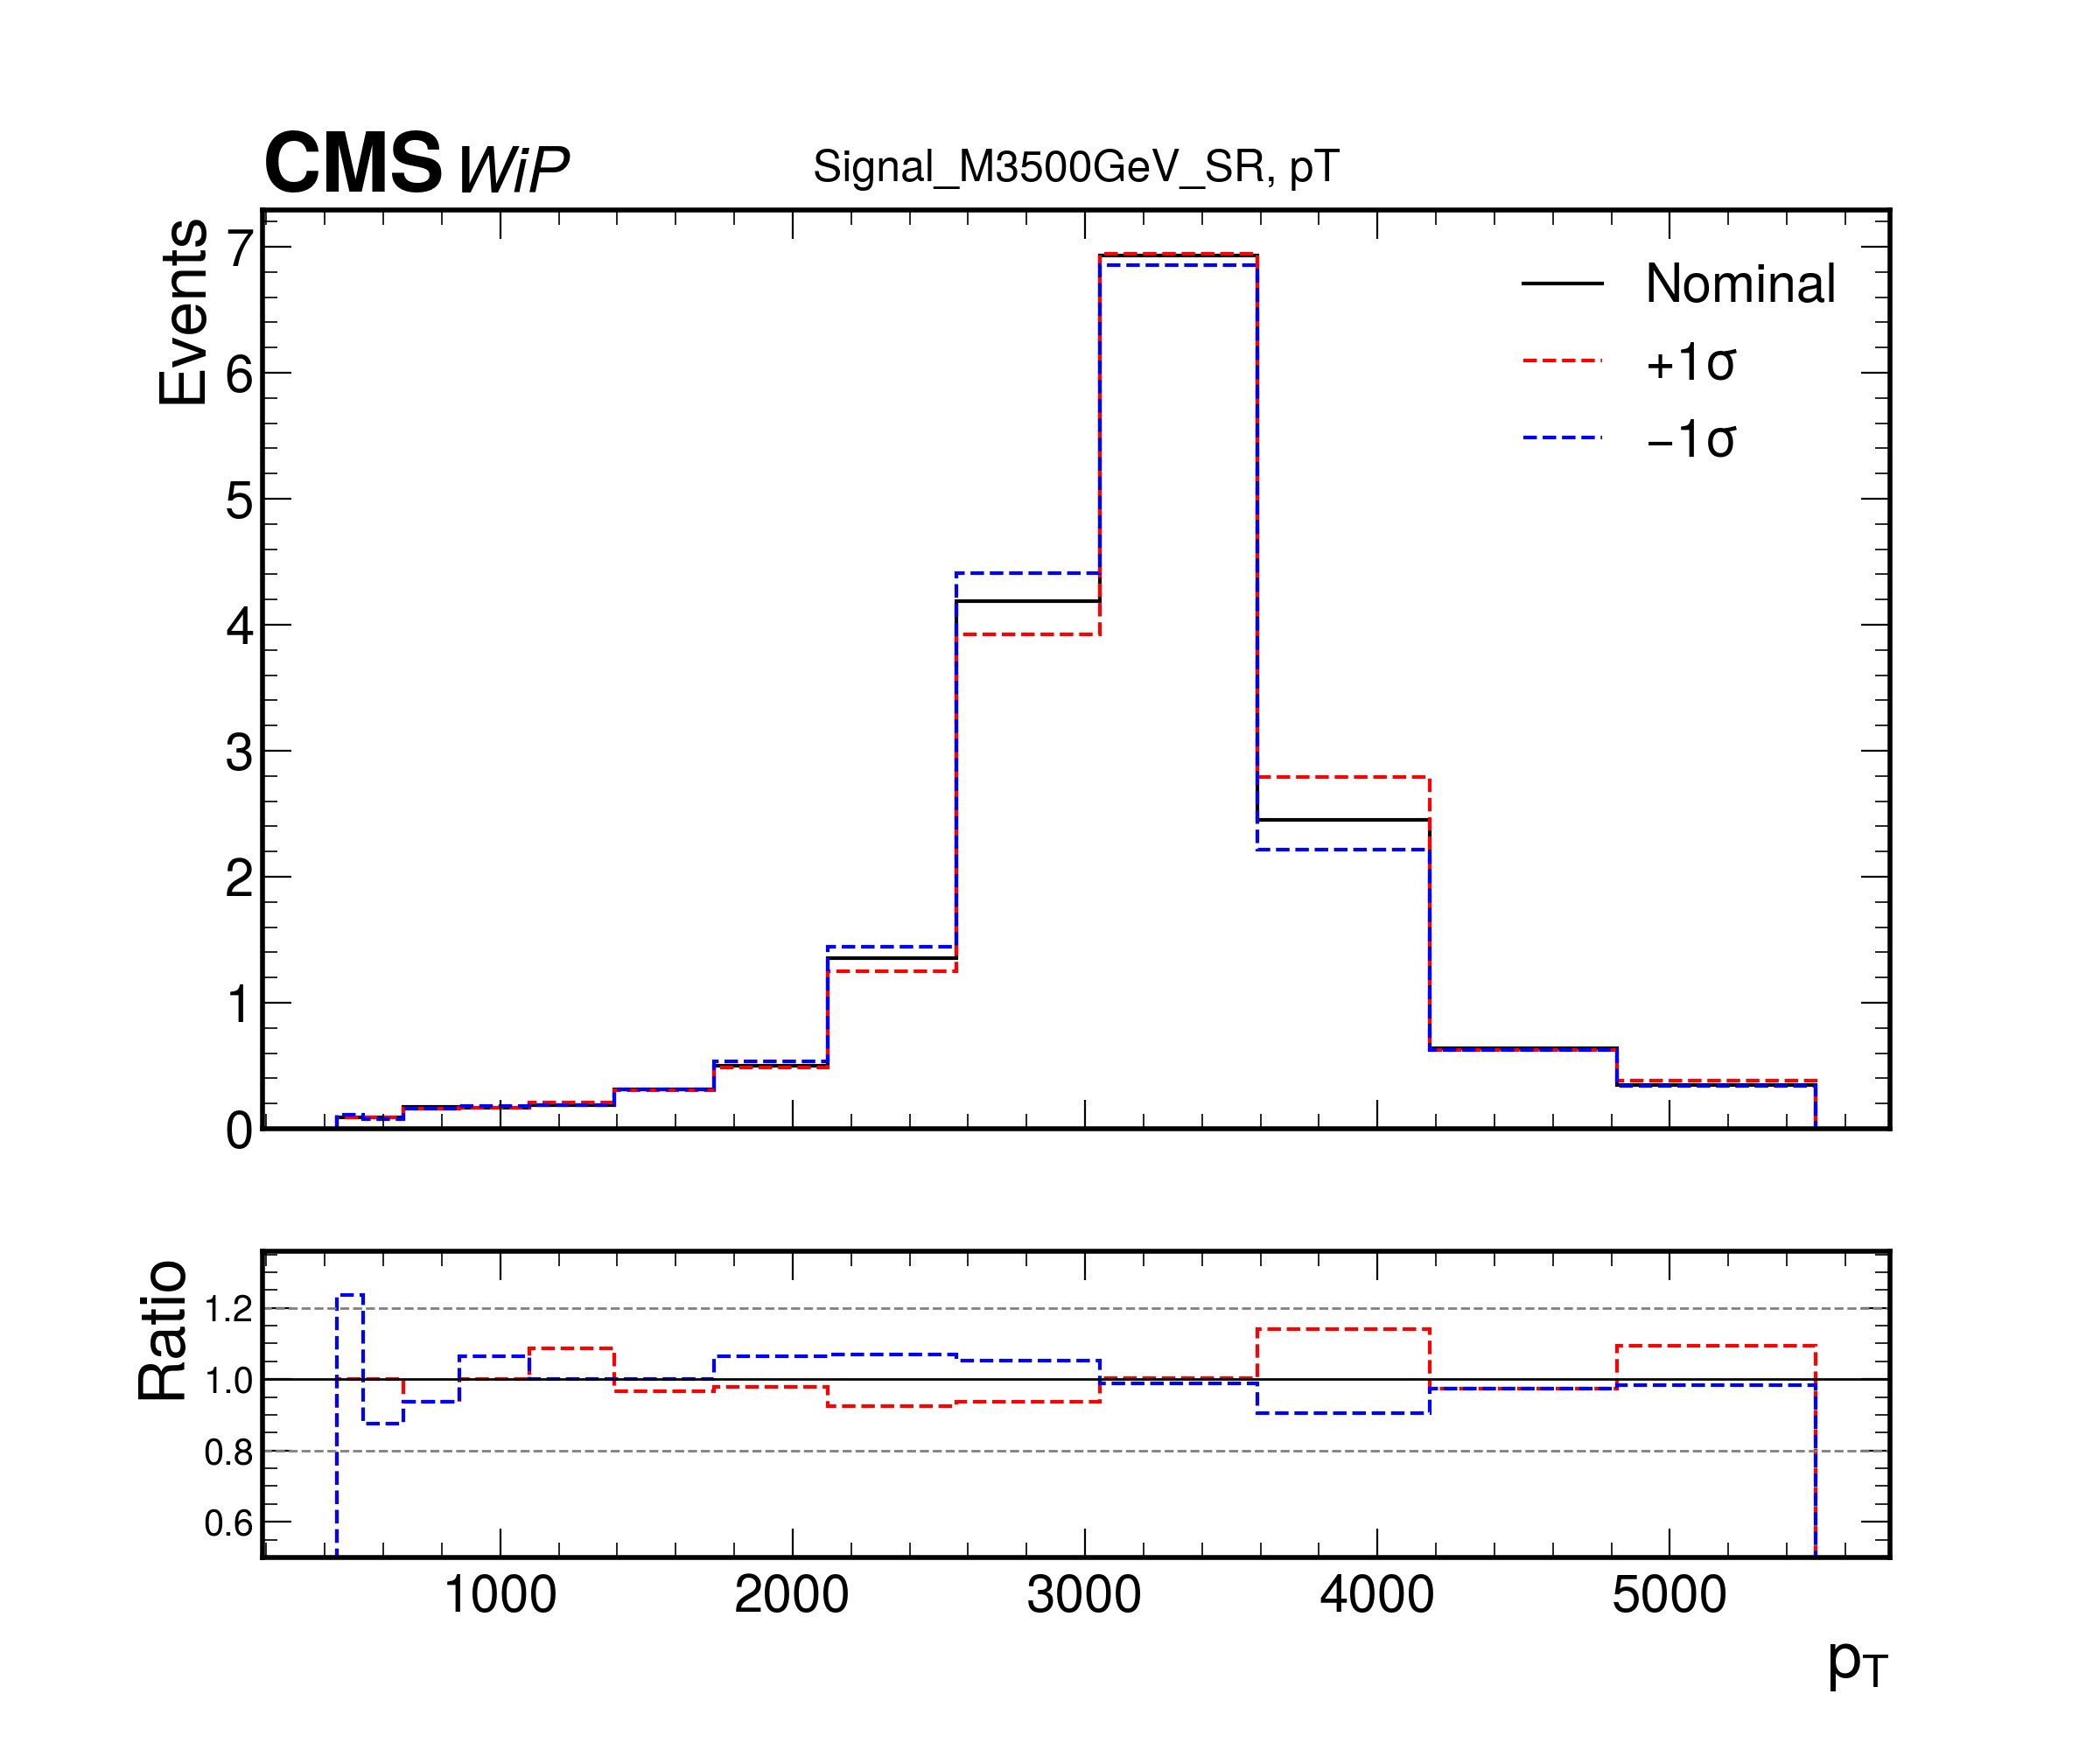 CMS WiP Signal_M3500GeV_SR, pT
Events
7
6
5
4
3
2
1
0
Nominal
+1σ
−1σ
Ratio
1.2
1.0
0.8
0.6
1000 2000 3000 4000 5000
pT